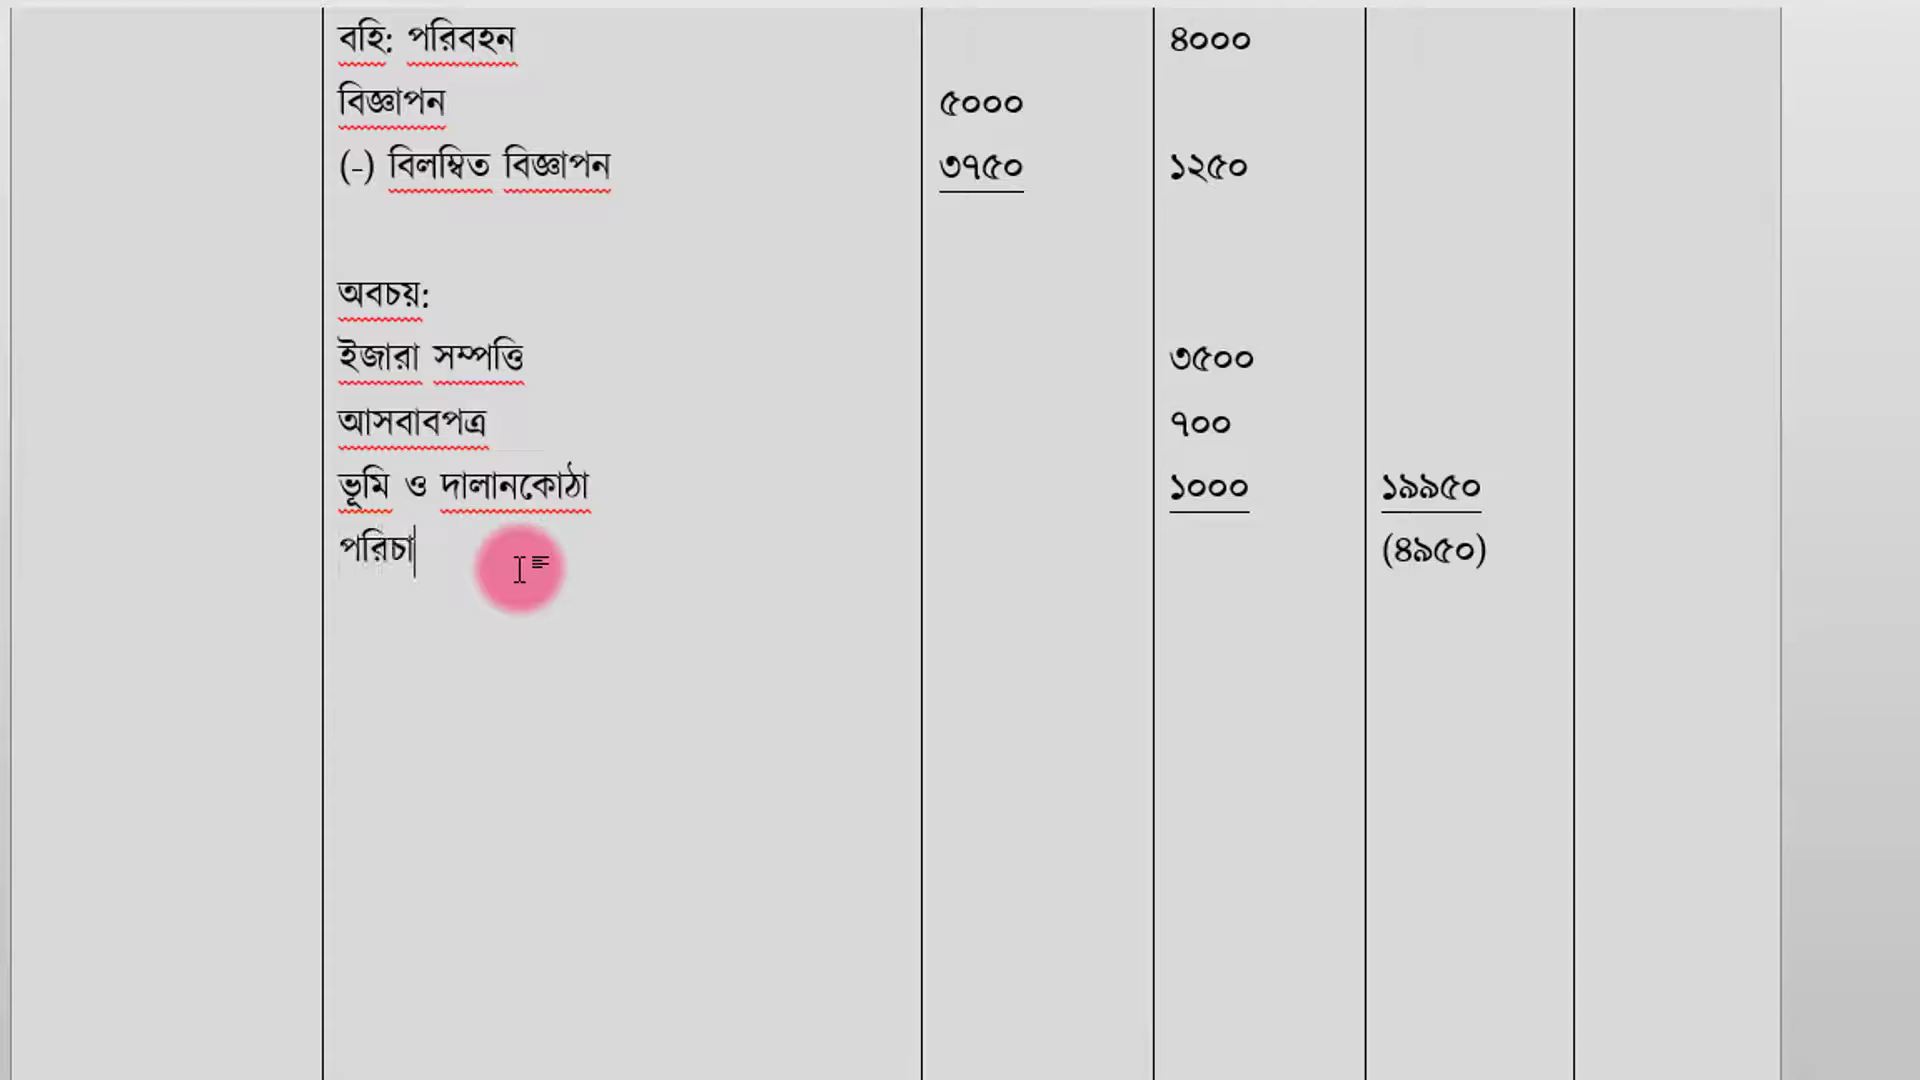 বহি: পরিবহন ৪০০০
বিজ্ঞাপন ৫০০০
(-) বিলম্বিত বিজ্ঞাপন ৩৭৫০ ১২৫০
অবচয়:
ইজারা সম্পত্তি ৩৫০০
আসবাবপত্র ৭০০
ভূমি ও দালানকোঠা ১০০০ ১৯৯৫০
পরিচা (৪৯৫০)